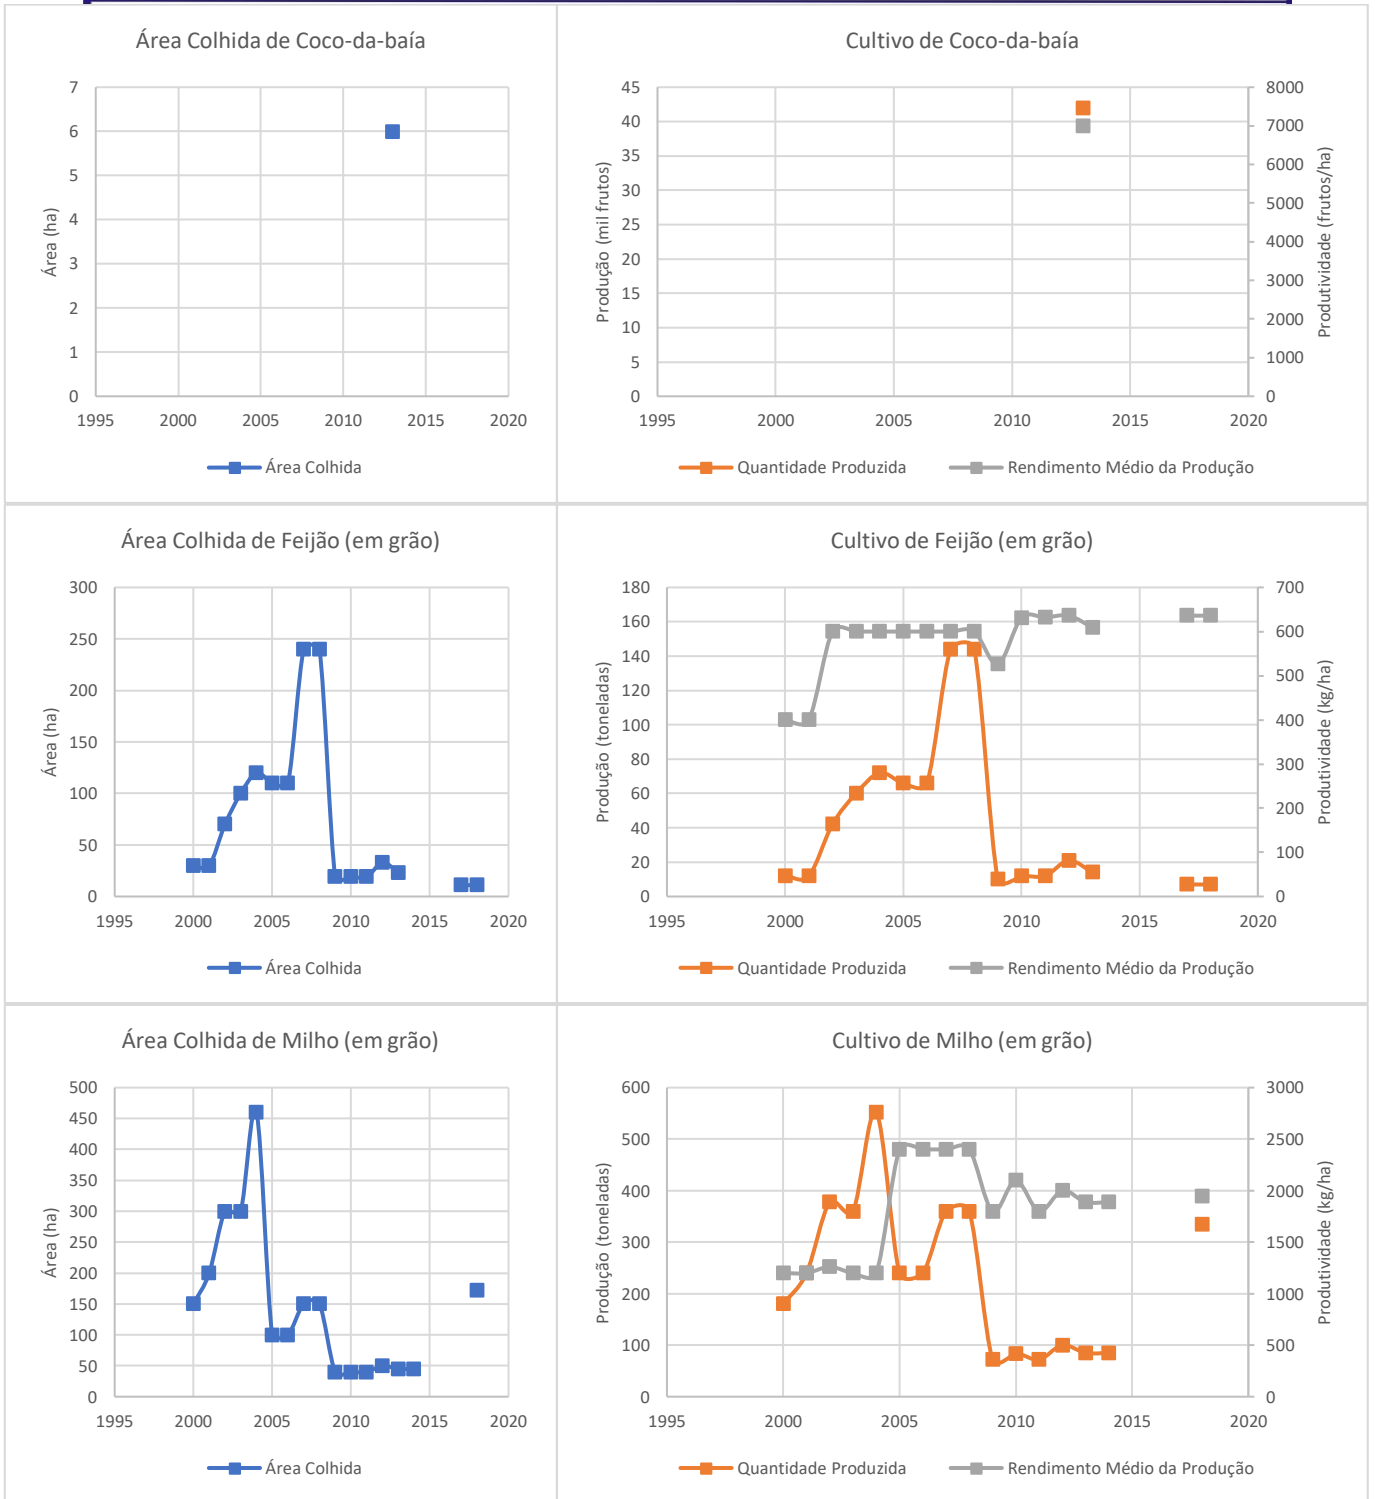 Área Colhida de Coco-da-baía
7
6
5
4
3
2
1
0
Área (ha)
1995 2000 2005 2010 2015 2020
Área Colhida
Cultivo de Coco-da-baía
45
40
35
30
25
20
15
10
5
0
Produção (mil frutos)
8000
7000
6000
5000
4000
3000
2000
1000
0
Produtividade (frutos/ha)
1995 2000 2005 2010 2015 2020
Quantidade Produzida Rendimento Médio da Produção
Área Colhida de Feijão (em grão)
300
250
200
150
100
50
0
Área (ha)
1995 2000 2005 2010 2015 2020
Área Colhida
Cultivo de Feijão (em grão)
180
160
140
120
100
80
60
40
20
0
Produção (toneladas)
700
600
500
400
300
200
100
0
Produtividade (kg/ha)
1995 2000 2005 2010 2015 2020
Quantidade Produzida Rendimento Médio da Produção
Área Colhida de Milho (em grão)
500
450
400
350
300
250
200
150
100
50
0
Área (ha)
1995 2000 2005 2010 2015 2020
Área Colhida
Cultivo de Milho (em grão)
600
500
400
300
200
100
0
Produção (toneladas)
3000
2500
2000
1500
1000
500
0
Produtividade (kg/ha)
1995 2000 2005 2010 2015 2020
Quantidade Produzida Rendimento Médio da Produção